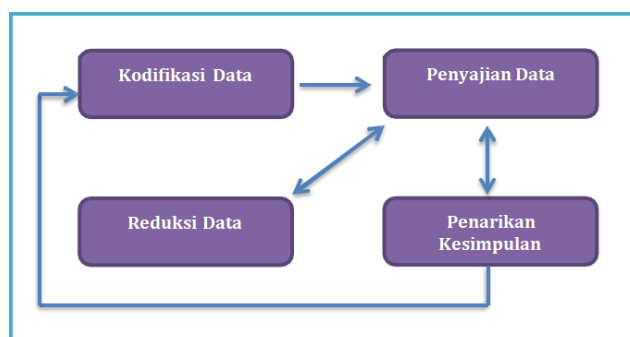 Kodifikasi Data
Penyajian Data
Reduksi Data
Penarikan
Kesimpulan